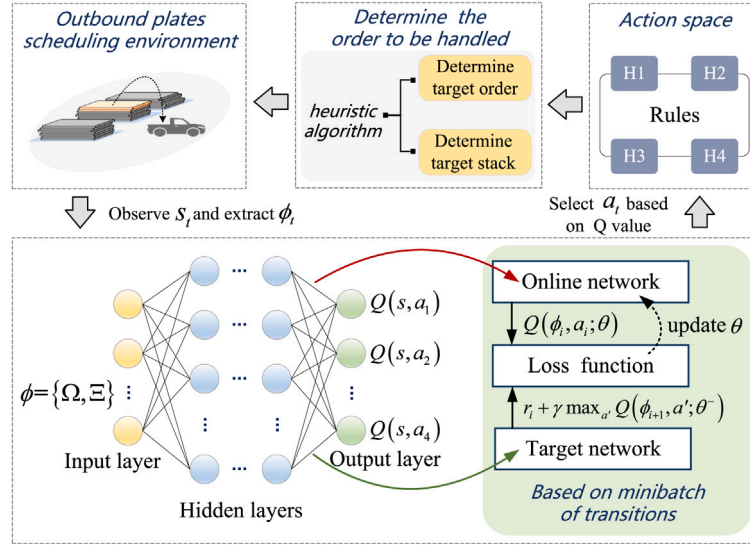 Outbound plates
scheduling environment
Determine the
order to be handled
heuristic
algorithm
Determine
target order
Determine
target stack
Action space
H1
H2
Rules
H3
H4
Observe s_t and extract ϕ_t
Select a_t based
on Q value
ϕ={Ω,Ξ}
Input layer
Hidden layers
Output layer
Q(s,a_1)
Q(s,a_2)
Q(s,a_4)
Online network
Q(ϕ_i,a_i;θ)
update θ
Loss function
r_i+γ max_a' Q(ϕ_{i+1},a';θ⁻)
Target network
Based on minibatch
of transitions